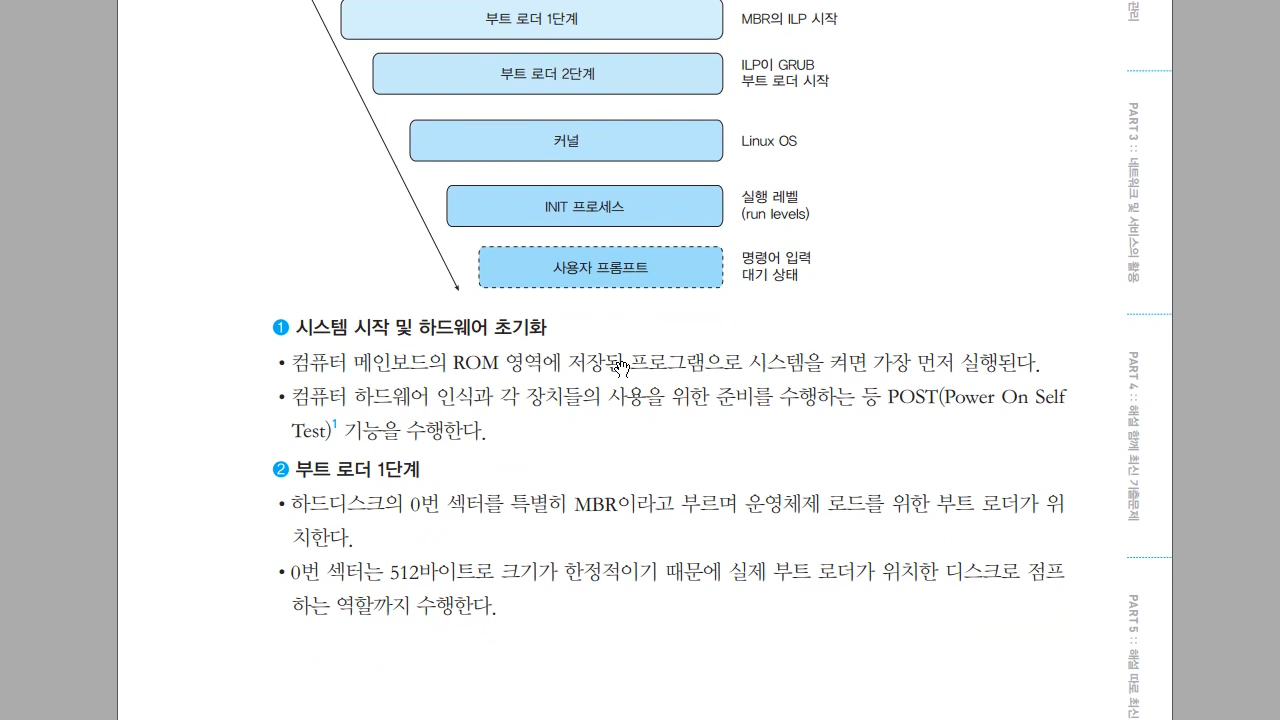 부트 로더 1단계
MBR의 ILP 시작
부트 로더 2단계
ILP이 GRUB
부트 로더 시작
커널
Linux OS
INIT 프로세스
실행 레벨
(run levels)
사용자 프롬프트
명령어 입력
대기 상태
1 시스템 시작 및 하드웨어 초기화
• 컴퓨터 메인보드의 ROM 영역에 저장된 프로그램으로 시스템을 켜면 가장 먼저 실행된다.
• 컴퓨터 하드웨어 인식과 각 장치들의 사용을 위한 준비를 수행하는 등 POST(Power On Self
Test)1 기능을 수행한다.
2 부트 로더 1단계
• 하드디스크의 0번 섹터를 특별히 MBR이라고 부르며 운영체제 로드를 위한 부트 로더가 위
치한다.
• 0번 섹터는 512바이트로 크기가 한정적이기 때문에 실제 부트 로더가 위치한 디스크로 점프
하는 역할까지 수행한다.
관리
PART 3 :: 네트워크 및 서비스의 활용
PART 4 :: 해설 함께 최신 기출문제
PART 5 :: 해설 따로 최신